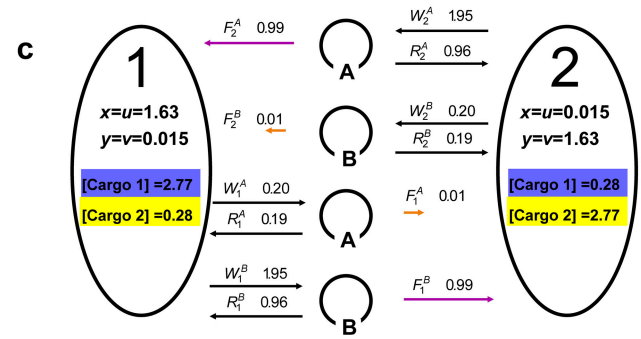 c
1
x=u=1.63
y=v=0.015
[Cargo 1] =2.77
[Cargo 2] =0.28
F₂ᴬ 0.99
A
W₂ᴬ 1.95
R₂ᴬ 0.96
F₂ᴮ 0.01
B
W₂ᴮ 0.20
R₂ᴮ 0.19
W₁ᴬ 0.20
R₁ᴬ 0.19
A
F₁ᴬ 0.01
W₁ᴮ 1.95
R₁ᴮ 0.96
B
F₁ᴮ 0.99
2
x=u=0.015
y=v=1.63
[Cargo 1] =0.28
[Cargo 2] =2.77